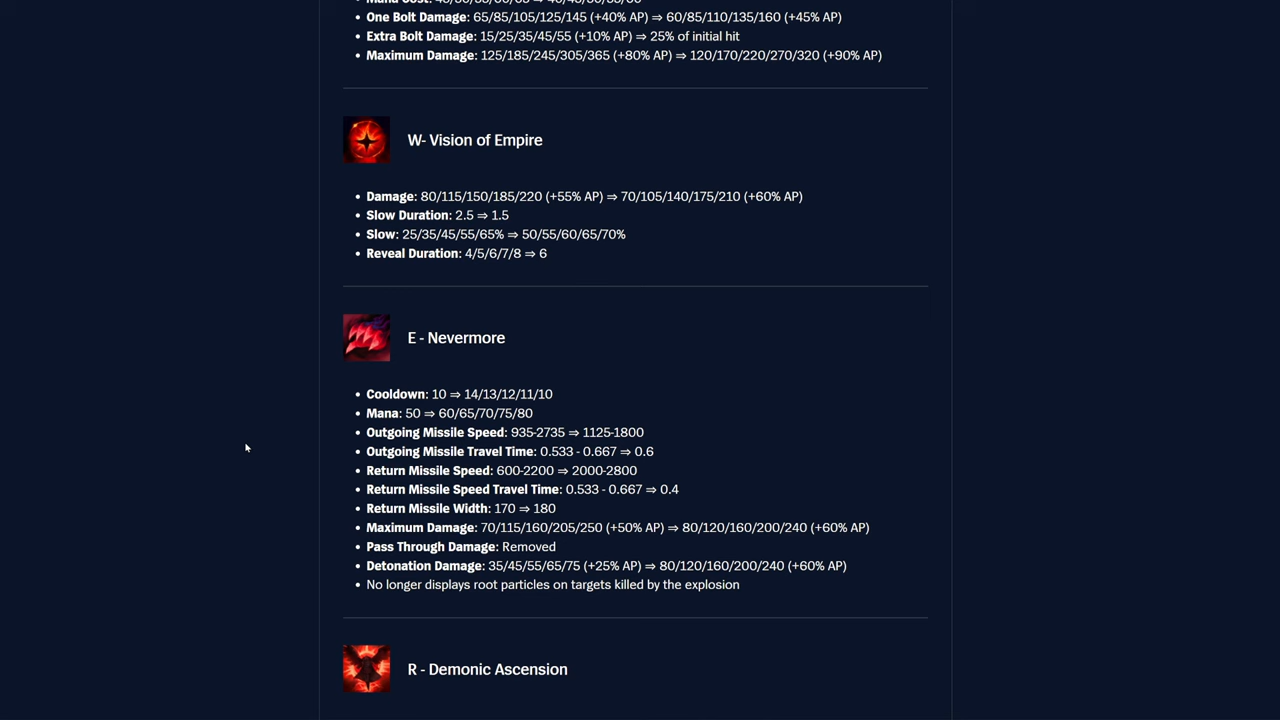 One Bolt Damage: 65/85/105/125/145 (+40% AP) ⇒ 60/85/110/135/160 (+45% AP)
Extra Bolt Damage: 15/25/35/45/55 (+10% AP) ⇒ 25% of initial hit
Maximum Damage: 125/185/245/305/365 (+80% AP) ⇒ 120/170/220/270/320 (+90% AP)
W- Vision of Empire
Damage: 80/115/150/185/220 (+55% AP) ⇒ 70/105/140/175/210 (+60% AP)
Slow Duration: 2.5 ⇒ 1.5
Slow: 25/35/45/55/65% ⇒ 50/55/60/65/70%
Reveal Duration: 4/5/6/7/8 ⇒ 6
E - Nevermore
Cooldown: 10 ⇒ 14/13/12/11/10
Mana: 50 ⇒ 60/65/70/75/80
Outgoing Missile Speed: 935-2735 ⇒ 1125-1800
Outgoing Missile Travel Time: 0.533 - 0.667 ⇒ 0.6
Return Missile Speed: 600-2200 ⇒ 2000-2800
Return Missile Speed Travel Time: 0.533 - 0.667 ⇒ 0.4
Return Missile Width: 170 ⇒ 180
Maximum Damage: 70/115/160/205/250 (+50% AP) ⇒ 80/120/160/200/240 (+60% AP)
Pass Through Damage: Removed
Detonation Damage: 35/45/55/65/75 (+25% AP) ⇒ 80/120/160/200/240 (+60% AP)
No longer displays root particles on targets killed by the explosion
R - Demonic Ascension